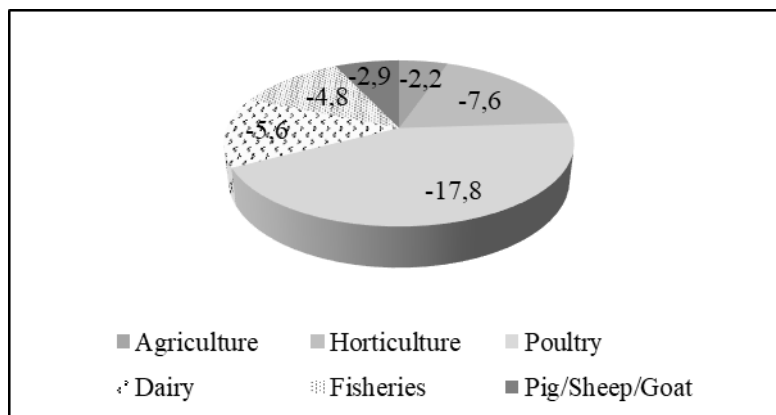 -2,9 -2,2
-4,8 -7,6
-5,6
-17,8
Agriculture Horticulture Poultry
Dairy Fisheries Pig/Sheep/Goat